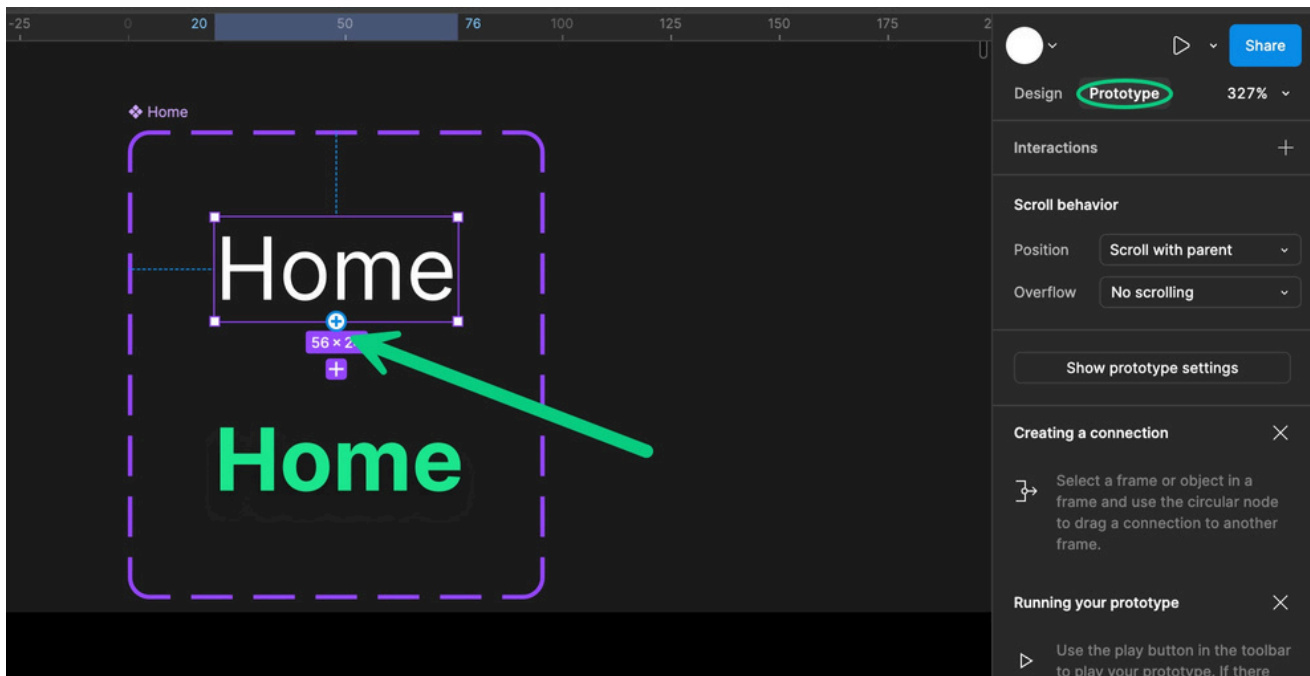 -25 0 20 50 76 100 125 150 175 2
Share
Design Prototype 327%
Home
Interactions
Scroll behavior
Position Scroll with parent
Overflow No scrolling
Home
56 × 2
Show prototype settings
Home
Creating a connection
Select a frame or object in a
frame and use the circular node
to drag a connection to another
frame.
Running your prototype
Use the play button in the toolbar
to play your prototype. If there